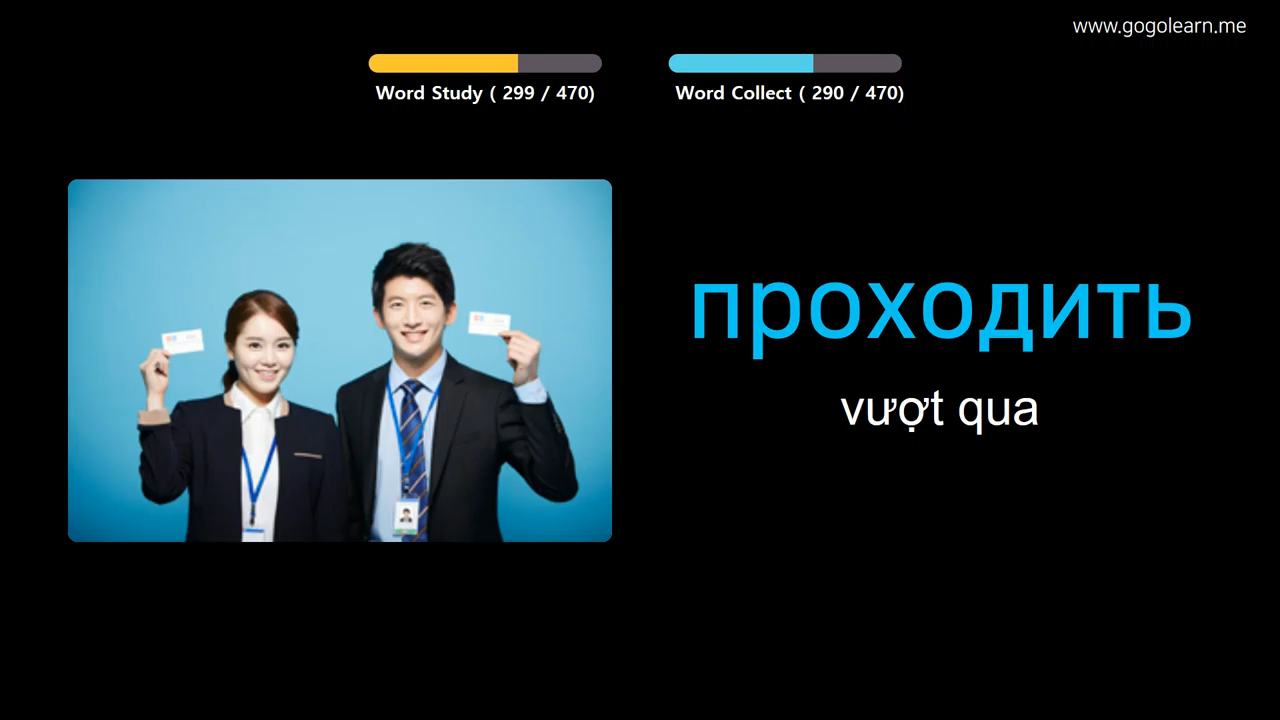 www.gogolearn.me
Word Study ( 299 / 470)
Word Collect ( 290 / 470)
проходить
vượt qua